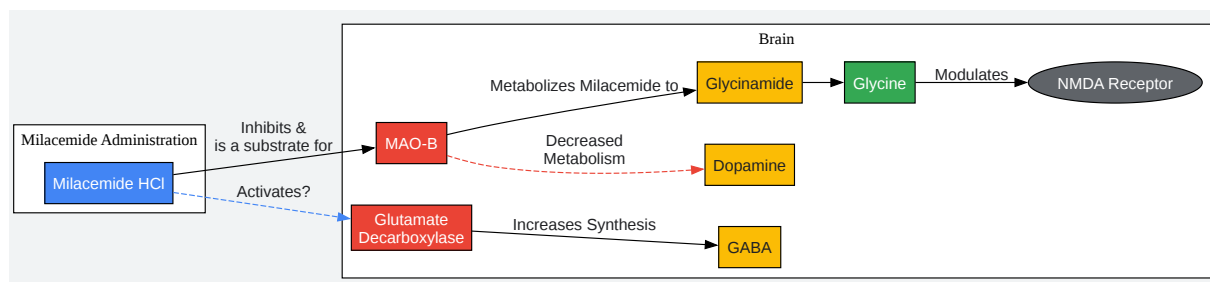 Brain
Milacemide Administration
Milacemide HCl
Inhibits &
is a substrate for
Activates?
MAO-B
Glutamate
Decarboxylase
Metabolizes Milacemide to
Decreased
Metabolism
Increases Synthesis
Glycinamide
Dopamine
GABA
Glycine
Modulates
NMDA Receptor